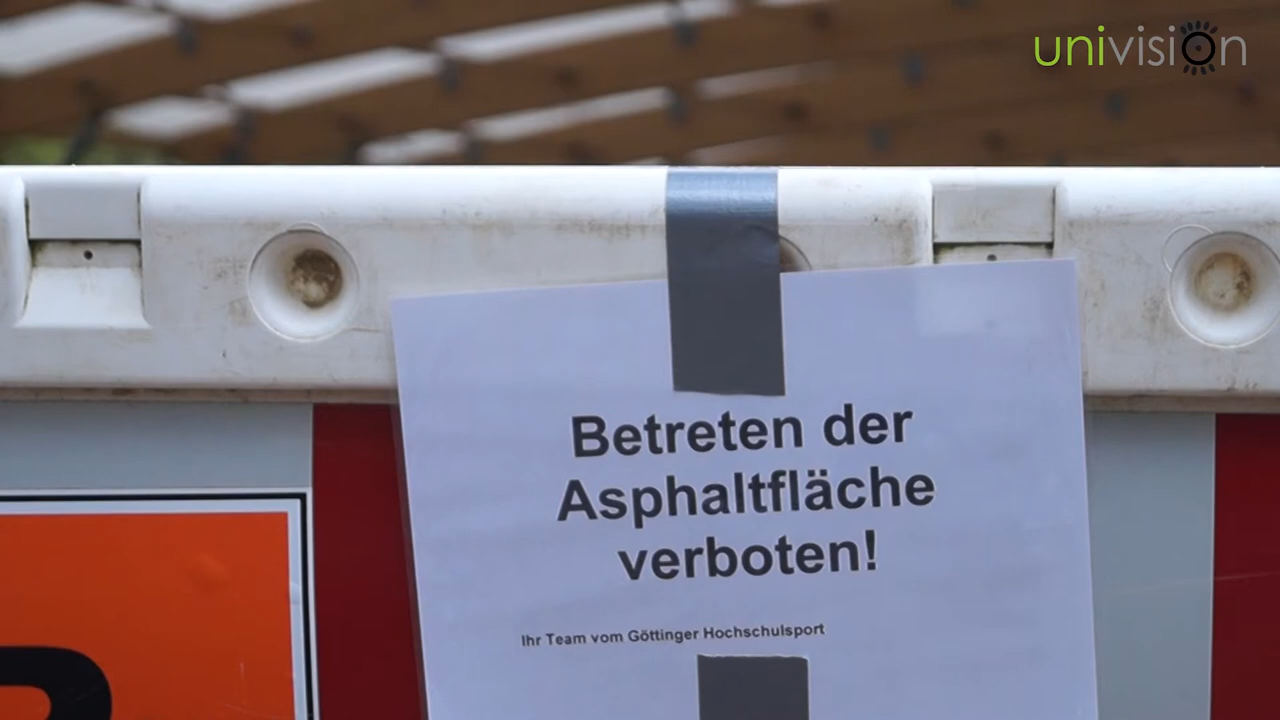 univision
Betreten der
Asphaltfläche
verboten!
Ihr Team vom Göttinger Hochschulsport